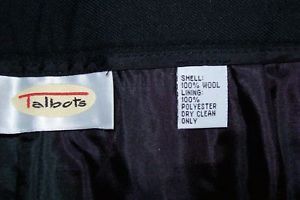 Talbots
SHELL:
100% WOOL
LINING:
100%
POLYESTER
DRY CLEAN
ONLY